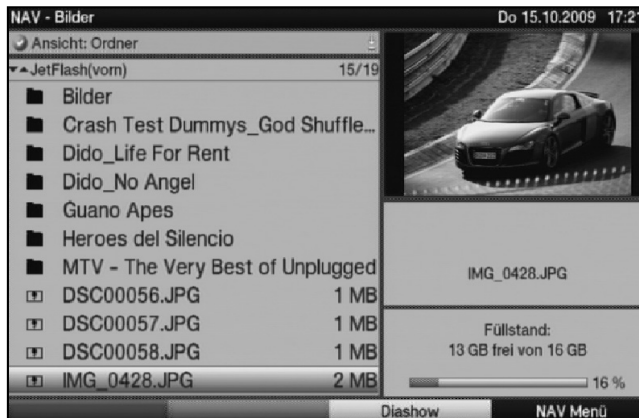 NAV - Bilder Do 15.10.2009 17:21
Ansicht: Ordner
JetFlash(vorn) 15/19
Bilder
Crash Test Dummys_God Shuffle...
Dido_Life For Rent
Dido_No Angel
Guano Apes
Heroes del Silencio
MTV - The Very Best of Unplugged
DSC00056.JPG 1 MB
DSC00057.JPG 1 MB
DSC00058.JPG 1 MB
IMG_0428.JPG 2 MB
IMG_0428.JPG
Füllstand:
13 GB frei von 16 GB
16 %
Diashow NAV Menü